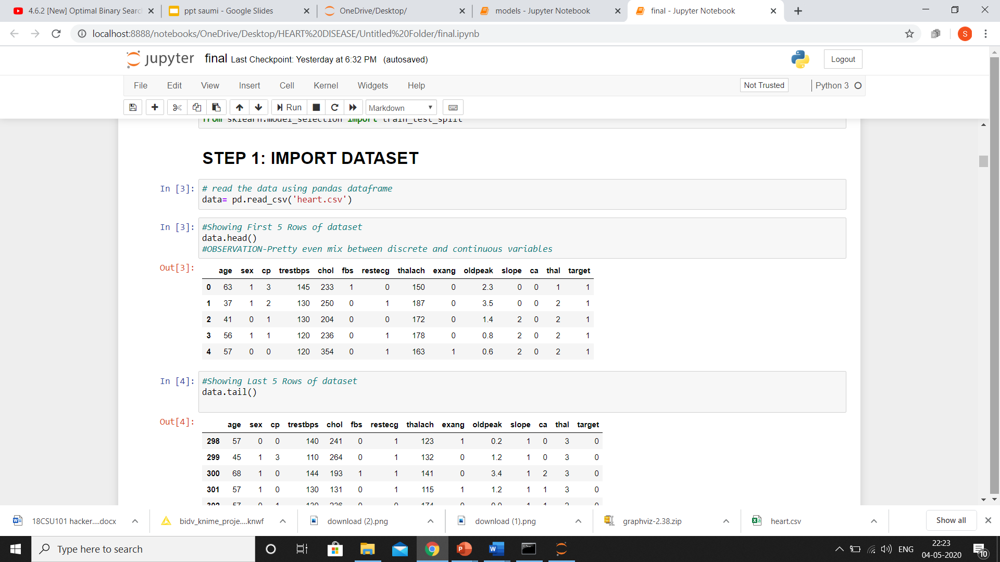 4.6.2 [New] Optimal Binary Searc
ppt saumi - Google Slides
OneDrive/Desktop/
models - Jupyter Notebook
final - Jupyter Notebook
localhost:8888/notebooks/OneDrive/Desktop/HEART%20DISEASE/Untitled%20Folder/final.ipynb
S
jupyter final Last Checkpoint: Yesterday at 6:32 PM (autosaved)
Logout
File Edit View Insert Cell Kernel Widgets Help
Not Trusted
Python 3
Run
Markdown
from sklearn.model_selection import train_test_split
STEP 1: IMPORT DATASET
In [3]: # read the data using pandas dataframe
data= pd.read_csv('heart.csv')
In [3]: #Showing First 5 Rows of dataset
data.head()
#OBSERVATION-Pretty even mix between discrete and continuous variables
Out[3]:
age sex cp trestbps chol fbs restecg thalach exang oldpeak slope ca thal target
0 63 1 3 145 233 1 0 150 0 2.3 0 0 1 1
1 37 1 2 130 250 0 1 187 0 3.5 0 0 2 1
2 41 0 1 130 204 0 0 172 0 1.4 2 0 2 1
3 56 1 1 120 236 0 1 178 0 0.8 2 0 2 1
4 57 0 0 120 354 0 1 163 1 0.6 2 0 2 1
In [4]: #Showing Last 5 Rows of dataset
data.tail()
Out[4]:
age sex cp trestbps chol fbs restecg thalach exang oldpeak slope ca thal target
298 57 0 0 140 241 0 1 123 1 0.2 1 0 3 0
299 45 1 3 110 264 0 1 132 0 1.2 1 0 3 0
300 68 1 0 144 193 1 1 141 0 3.4 1 2 3 0
301 57 1 0 130 131 0 1 115 1 1.2 1 1 3 0
302 57 0 1 130 236 0 0 174 0 0.0 1 1 2 0
18CSU101 hacker....docx
bidv_knime_proje....knwf
download (2).png
download (1).png
graphviz-2.38.zip
heart.csv
Show all
Type here to search
ENG
22:23
04-05-2020
10